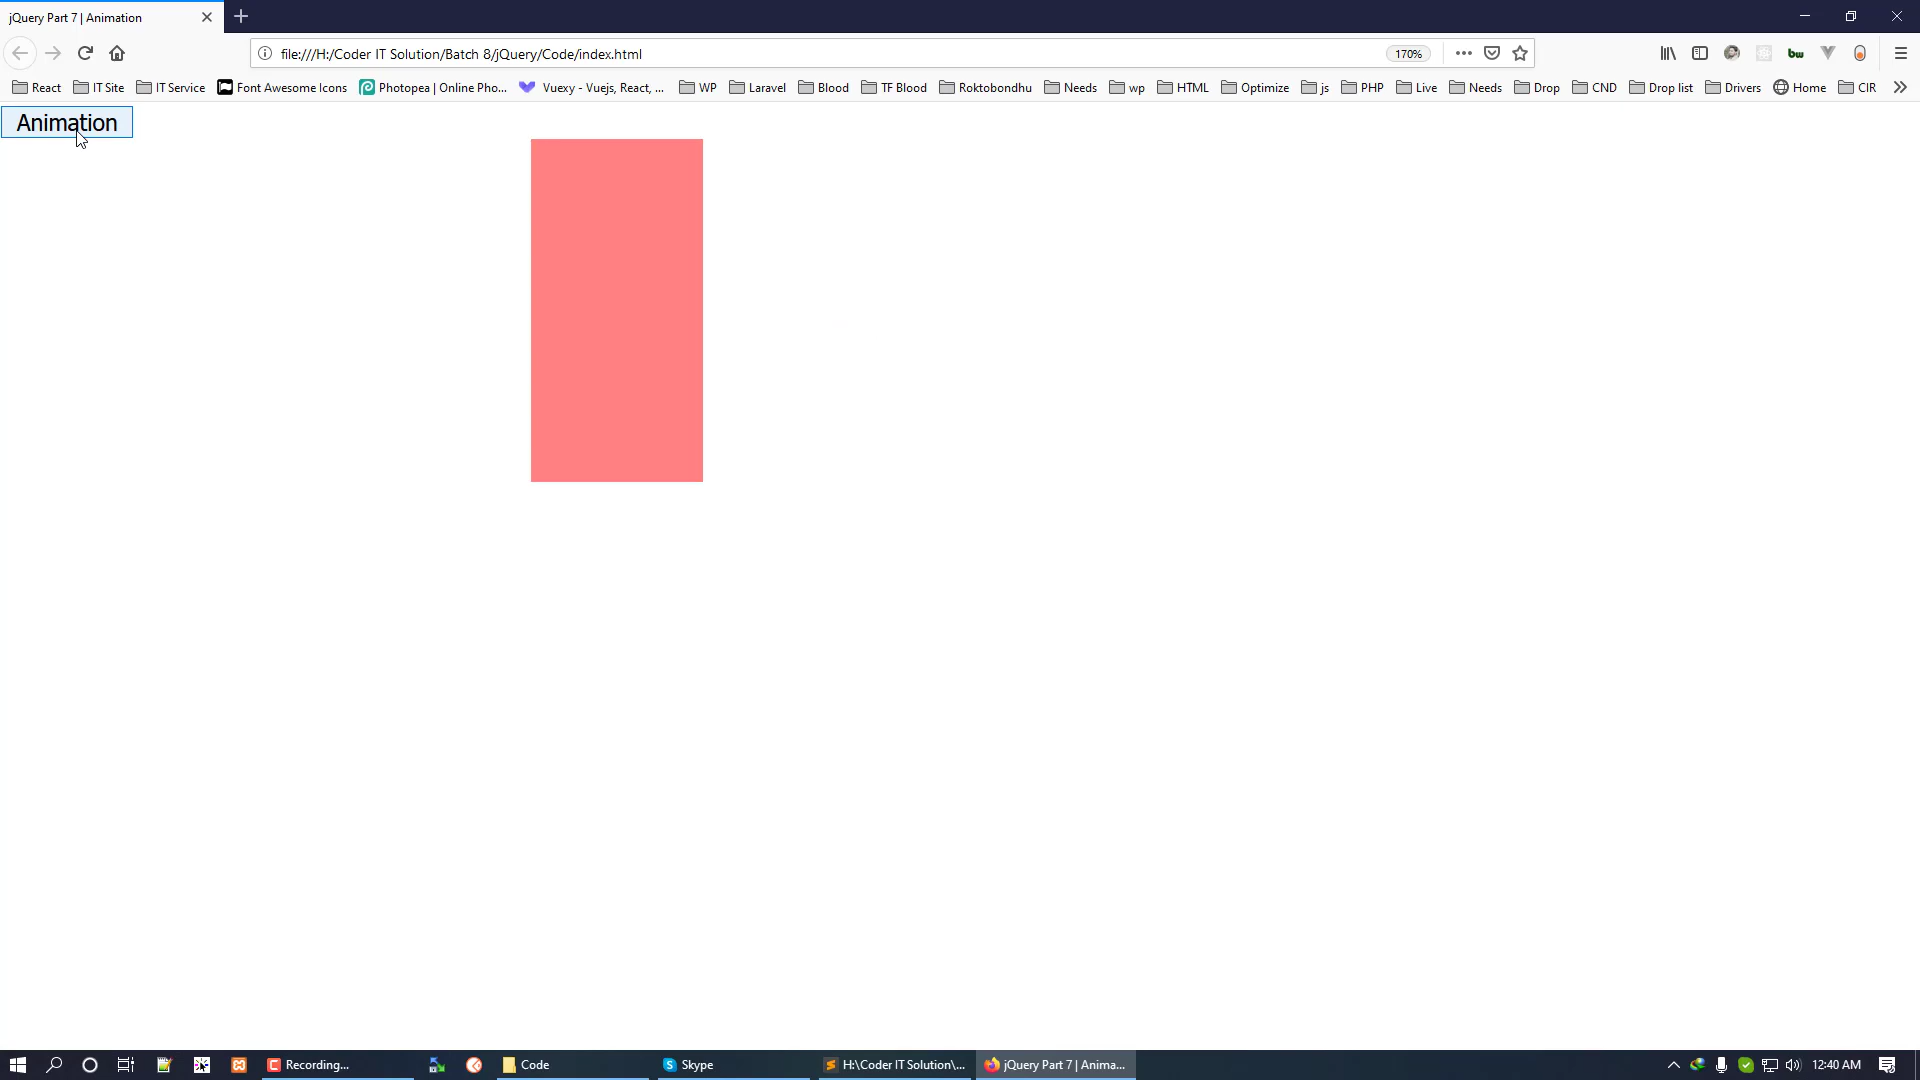 jQuery Part 7 | Animation
file:///H:/Coder IT Solution/Batch 8/jQuery/Code/index.html
170%
React
IT Site
IT Service
Font Awesome Icons
Photopea | Online Pho...
Vuexy - Vuejs, React, ...
WP
Laravel
Blood
TF Blood
Roktobondhu
Needs
wp
HTML
Optimize
js
PHP
Live
Needs
Drop
CND
Drop list
Drivers
Home
CIR
bw
Animation
Recording...
Code
Skype
H:\Coder IT Solution\...
jQuery Part 7 | Anima...
12:40 AM